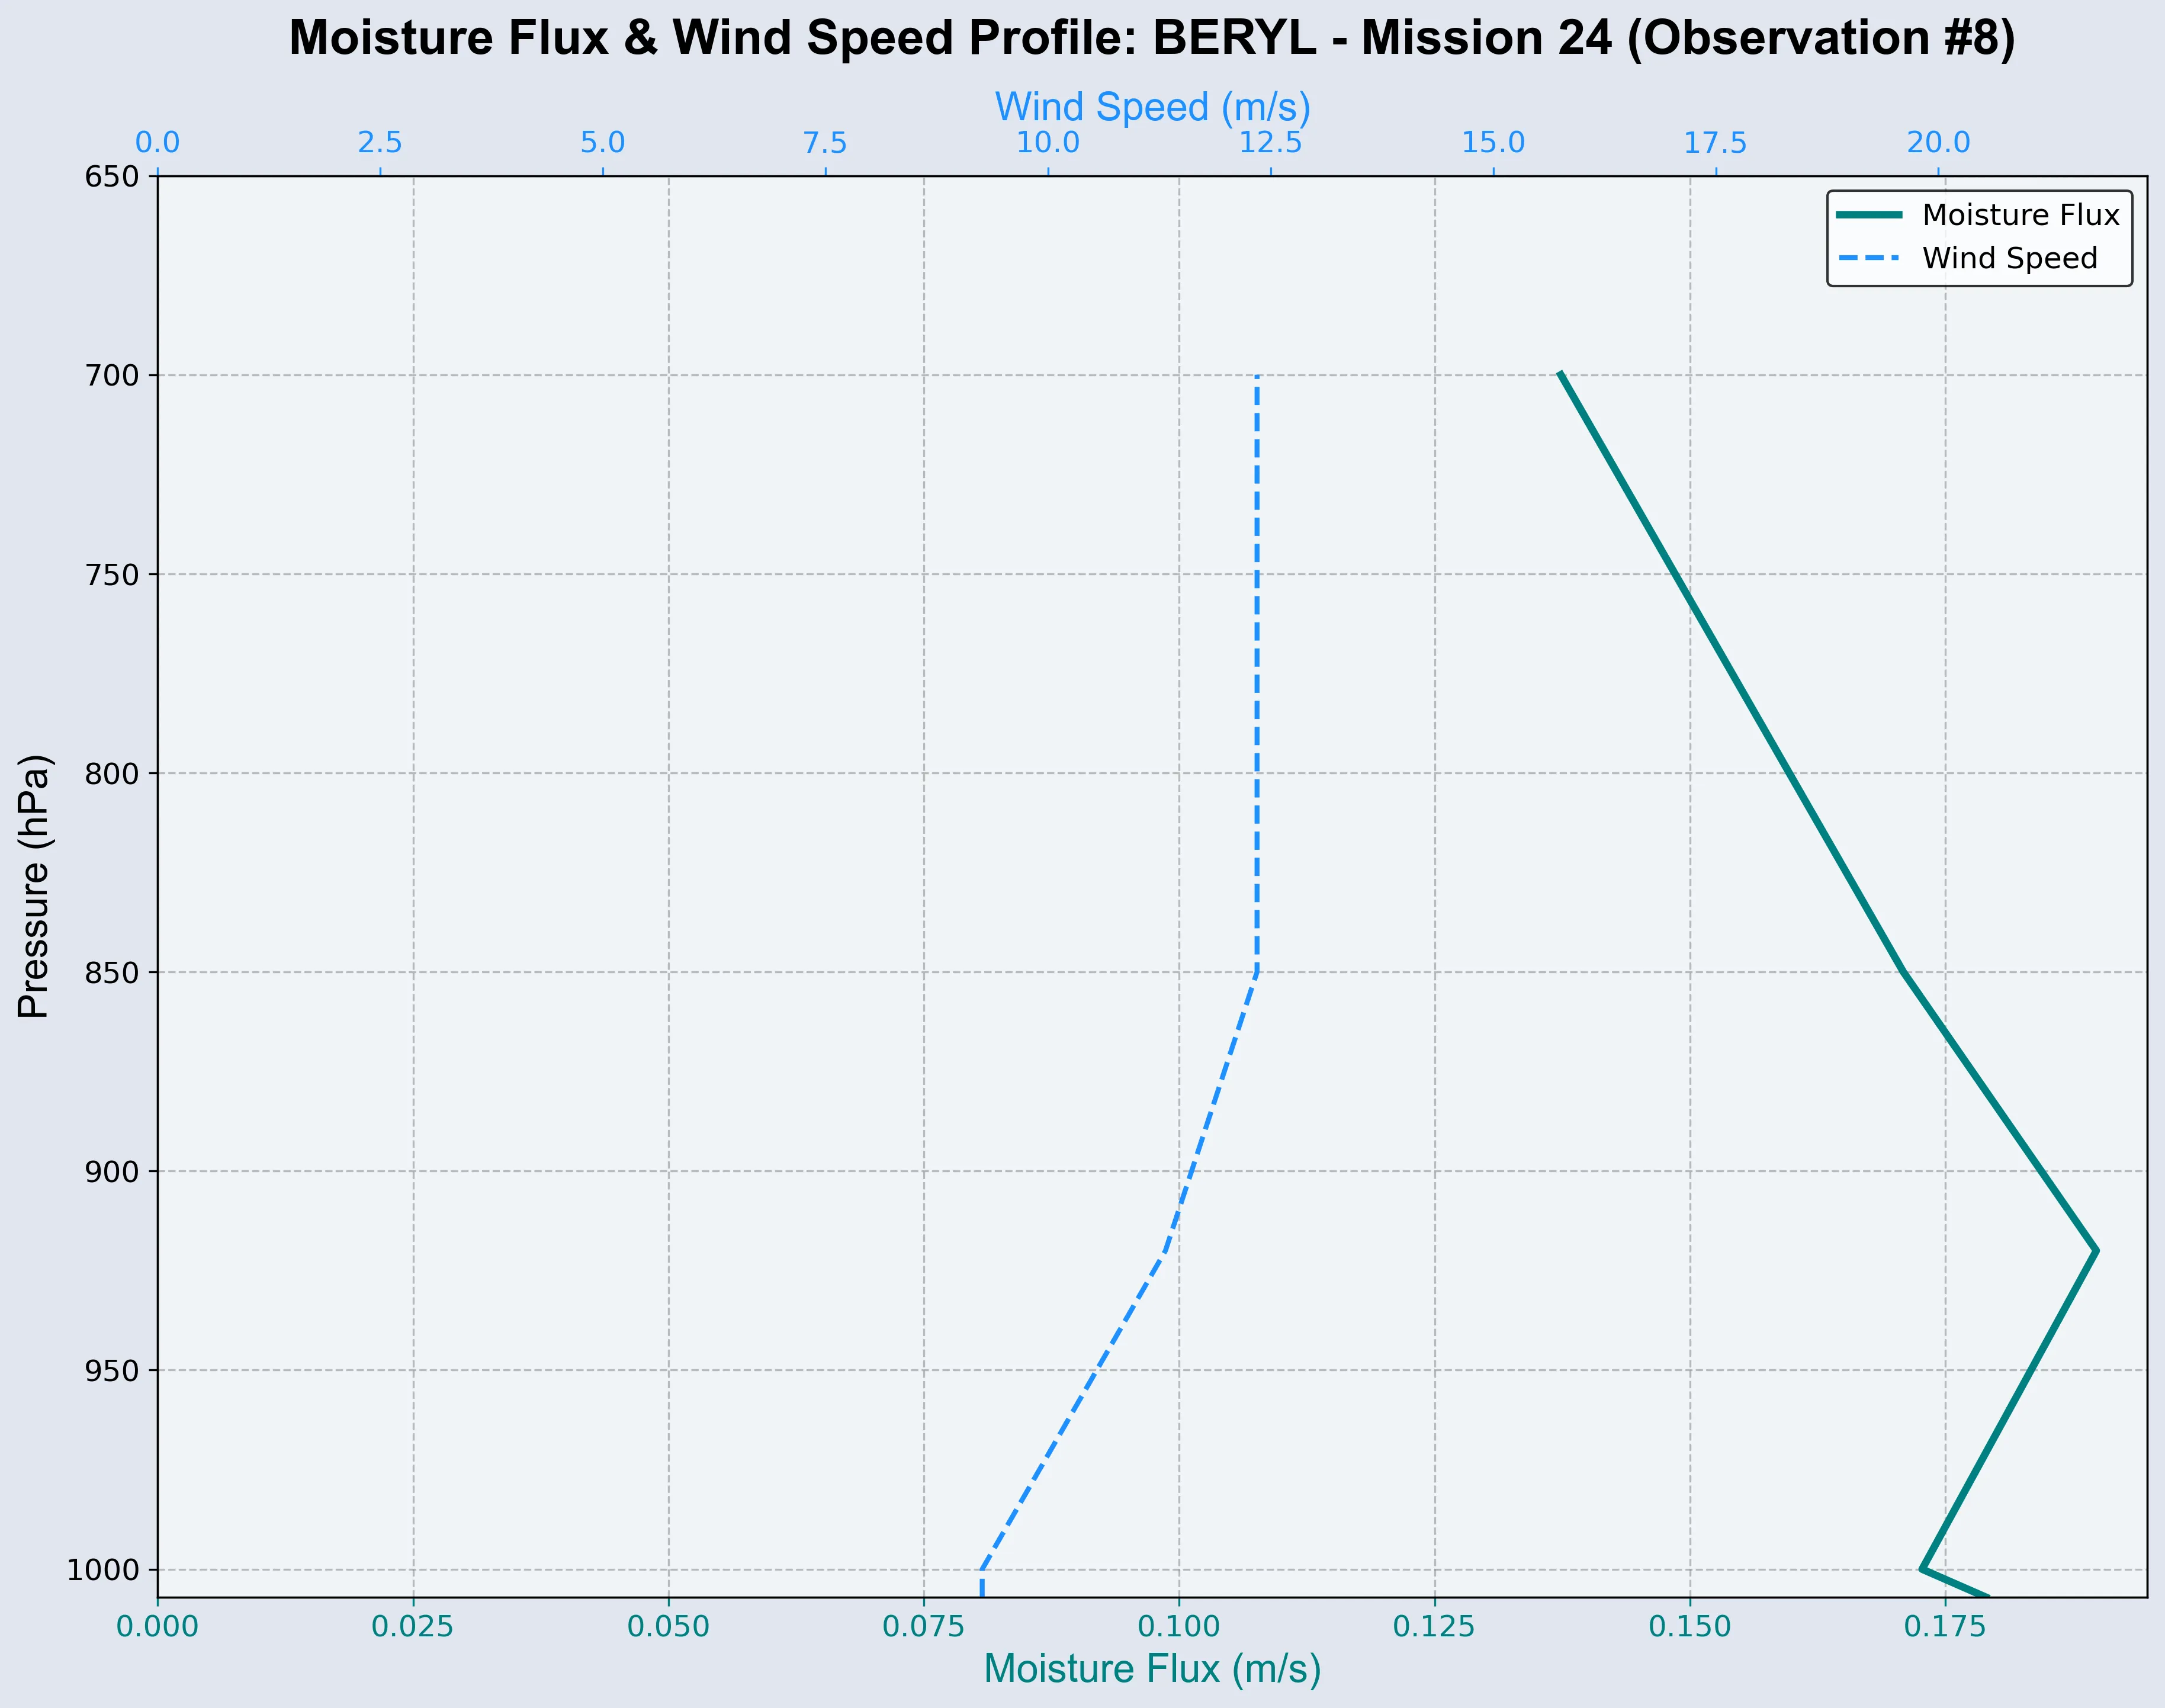 Moisture Flux & Wind Speed Profile: BERYL - Mission 24 (Observation #8)
Wind Speed (m/s)
0.0 2.5 5.0 7.5 10.0 12.5 15.0 17.5 20.0
Moisture Flux
Wind Speed
650
700
750
800
850
900
950
1000
Pressure (hPa)
0.000 0.025 0.050 0.075 0.100 0.125 0.150 0.175
Moisture Flux (m/s)